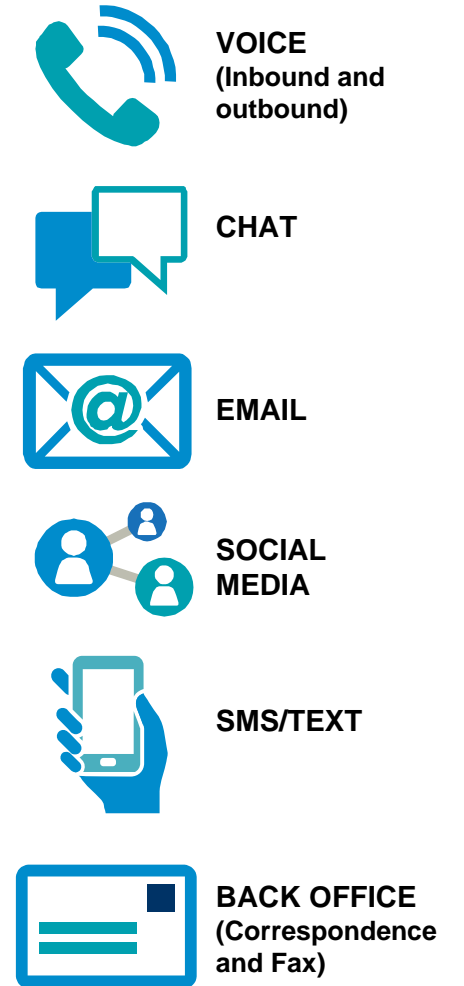 VOICE
(Inbound and
outbound)
CHAT
@
EMAIL
SOCIAL
MEDIA
SMS/TEXT
BACK OFFICE
(Correspondence
and Fax)